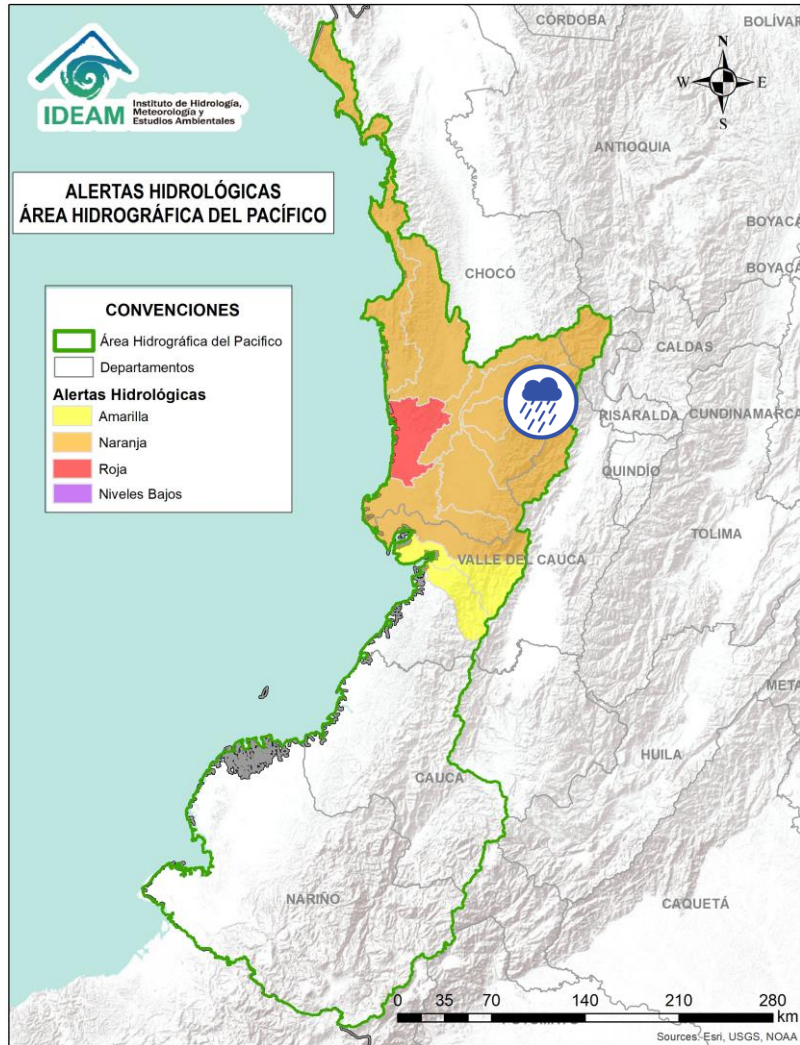 IDEAM
Instituto de Hidrología,
Meteorología y
Estudios Ambientales
ALERTAS HIDROLÓGICAS
ÁREA HIDROGRÁFICA DEL PACÍFICO
CONVENCIONES
Área Hidrográfica del Pacifico
Departamentos
Alertas Hidrológicas
Amarilla
Naranja
Roja
Niveles Bajos
CÓRDOBA
BOLÍVAR
N
W
E
S
ANTIOQUIA
BOYACÁ
BOYACÁ
CHOCÓ
CALDAS
RISARALDA
CUNDINAMARCA
QUINDÍO
TOLIMA
VALLE DEL CAUCA
META
HUILA
CAUCA
NARIÑO
CAQUETÁ
0 35 70 140 210 280
km
Sources: Esri, USGS, NOAA